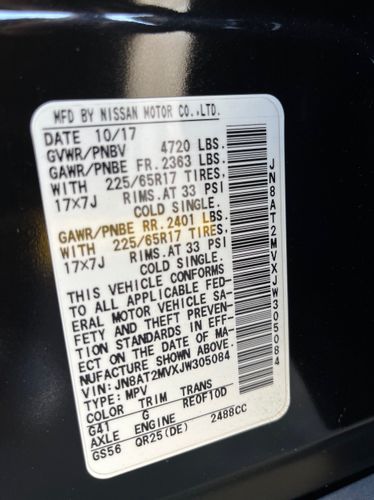 MFD BY NISSAN MOTOR CO.,LTD.
DATE 10/17
GVWR/PNBV 4720 LBS.
GAWR/PNBE FR. 2363 LBS.
WITH 225/65R17 TIRES,
17X7J RIMS.AT 33 PSI
COLD SINGLE.
GAWR/PNBE RR. 2401 LBS.
WITH 225/65R17 TIRES,
17X7J RIMS.AT 33 PSI
COLD SINGLE.
THIS VEHICLE CONFORMS
TO ALL APPLICABLE FED-
ERAL MOTOR VEHICLE SA-
FETY AND THEFT PREVEN-
TION STANDARDS IN EFF-
ECT ON THE DATE OF MA-
NUFACTURE SHOWN ABOVE.
VIN: JN8AT2MVXJW305084
TYPE: MPV
COLOR TRIM TRANS
G41 G RE0F10D
AXLE ENGINE
GS56 QR25(DE) 2488CC
JN8AT2MVXJW305084